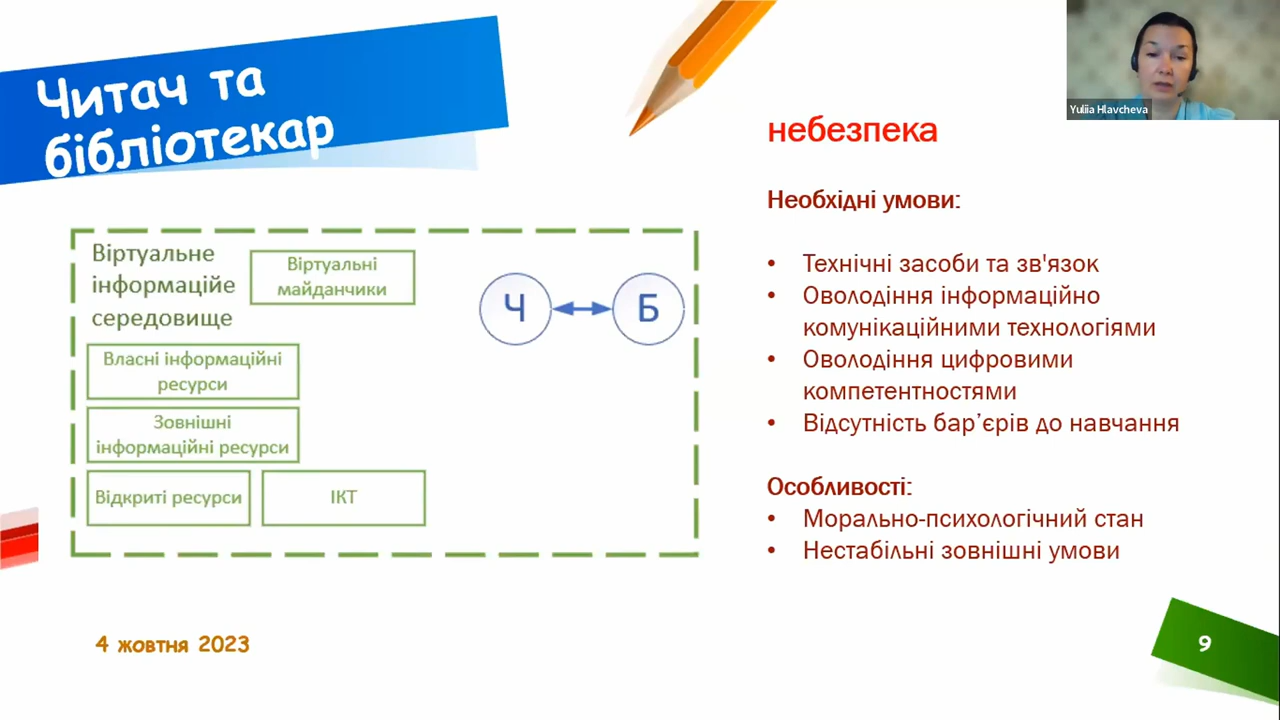 Читач та
бібліотекар
Yuliia Hlavcheva
небезпека
Необхідні умови:
• Технічні засоби та зв'язок
• Оволодіння інформаційно
комунікаційними технологіями
• Оволодіння цифровими
компетентностями
• Відсутність бар’єрів до навчання
Особливості:
• Морально-психологічний стан
• Нестабільні зовнішні умови
Віртуальне
інформаційе
середовище
Віртуальні
майданчики
Ч
Б
Власні інформаційні
ресурси
Зовнішні
інформаційні ресурси
Відкриті ресурси
ІКТ
4 жовтня 2023
9